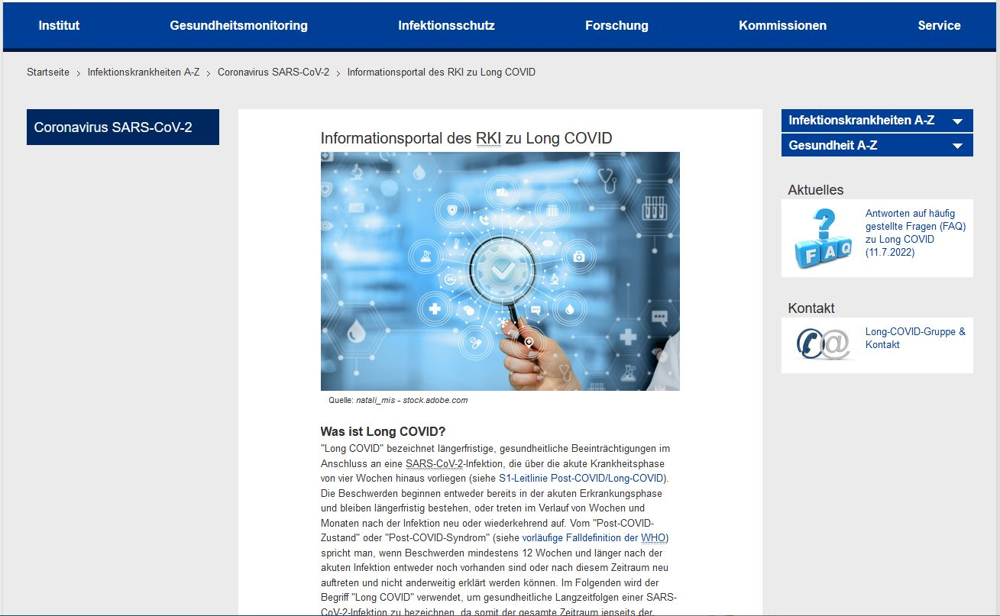 Institut
Gesundheitsmonitoring
Infektionsschutz
Forschung
Kommissionen
Service
Startseite > Infektionskrankheiten A-Z > Coronavirus SARS-CoV-2 > Informationsportal des RKI zu Long COVID
Coronavirus SARS-CoV-2
Informationsportal des RKI zu Long COVID
24
Quelle: natali_mis - stock.adobe.com
Was ist Long COVID?
"Long COVID" bezeichnet längerfristige, gesundheitliche Beeinträchtigungen im
Anschluss an eine SARS-CoV-2-Infektion, die über die akute Krankheitsphase
von vier Wochen hinaus vorliegen (siehe S1-Leitlinie Post-COVID/Long-COVID).
Die Beschwerden beginnen entweder bereits in der akuten Erkrankungsphase
und bleiben längerfristig bestehen, oder treten im Verlauf von Wochen und
Monaten nach der Infektion neu oder wiederkehrend auf. Vom "Post-COVID-
Zustand" oder "Post-COVID-Syndrom" (siehe vorläufige Falldefinition der WHO)
spricht man, wenn Beschwerden mindestens 12 Wochen und länger nach der
akuten Infektion entweder noch vorhanden sind oder nach diesem Zeitraum neu
auftreten und nicht anderweitig erklärt werden können. Im Folgenden wird der
Begriff "Long COVID" verwendet, um gesundheitliche Langzeitfolgen einer SARS-
CoV-2-Infektion zu bezeichnen, da somit der gesamte Zeitraum jenseits der
Infektionskrankheiten A-Z
Gesundheit A-Z
Aktuelles
FAQ
Antworten auf häufig
gestellte Fragen (FAQ)
zu Long COVID
(11.7.2022)
Kontakt
@
Long-COVID-Gruppe &
Kontakt